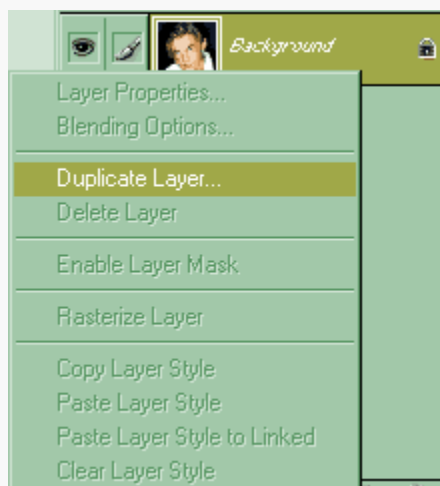 Background
Layer Properties...
Blending Options...
Duplicate Layer...
Delete Layer
Enable Layer Mask
Rasterize Layer
Copy Layer Style
Paste Layer Style
Paste Layer Style to Linked
Clear Layer Style